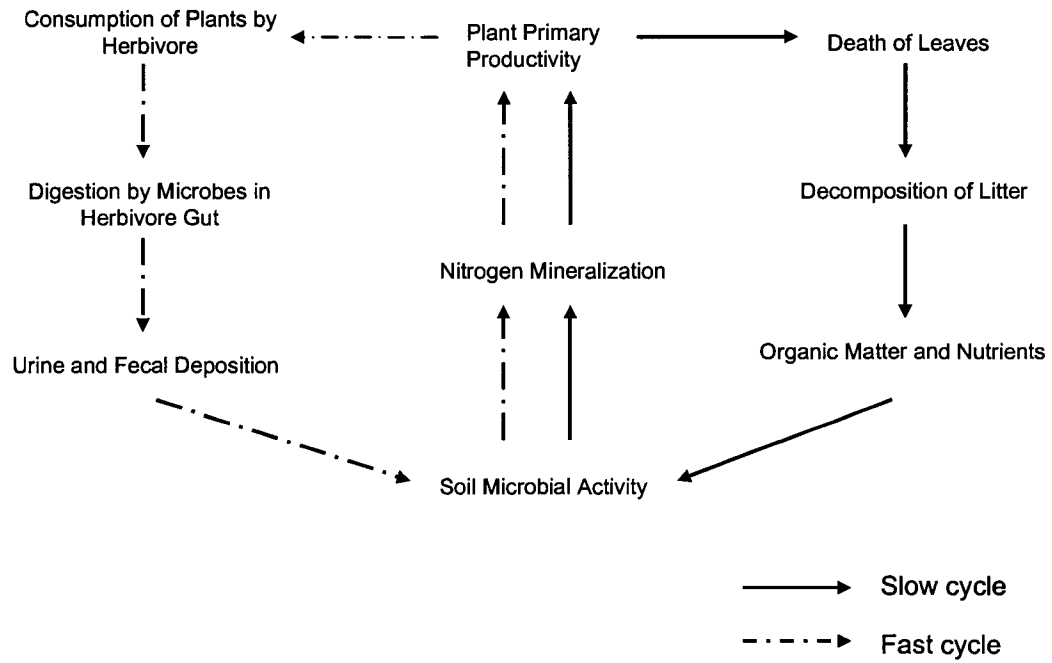 Consumption of Plants by
Herbivore
Plant Primary
Productivity
Death of Leaves
Digestion by Microbes in
Herbivore Gut
Decomposition of Litter
Nitrogen Mineralization
Urine and Fecal Deposition
Organic Matter and Nutrients
Soil Microbial Activity
Slow cycle
Fast cycle